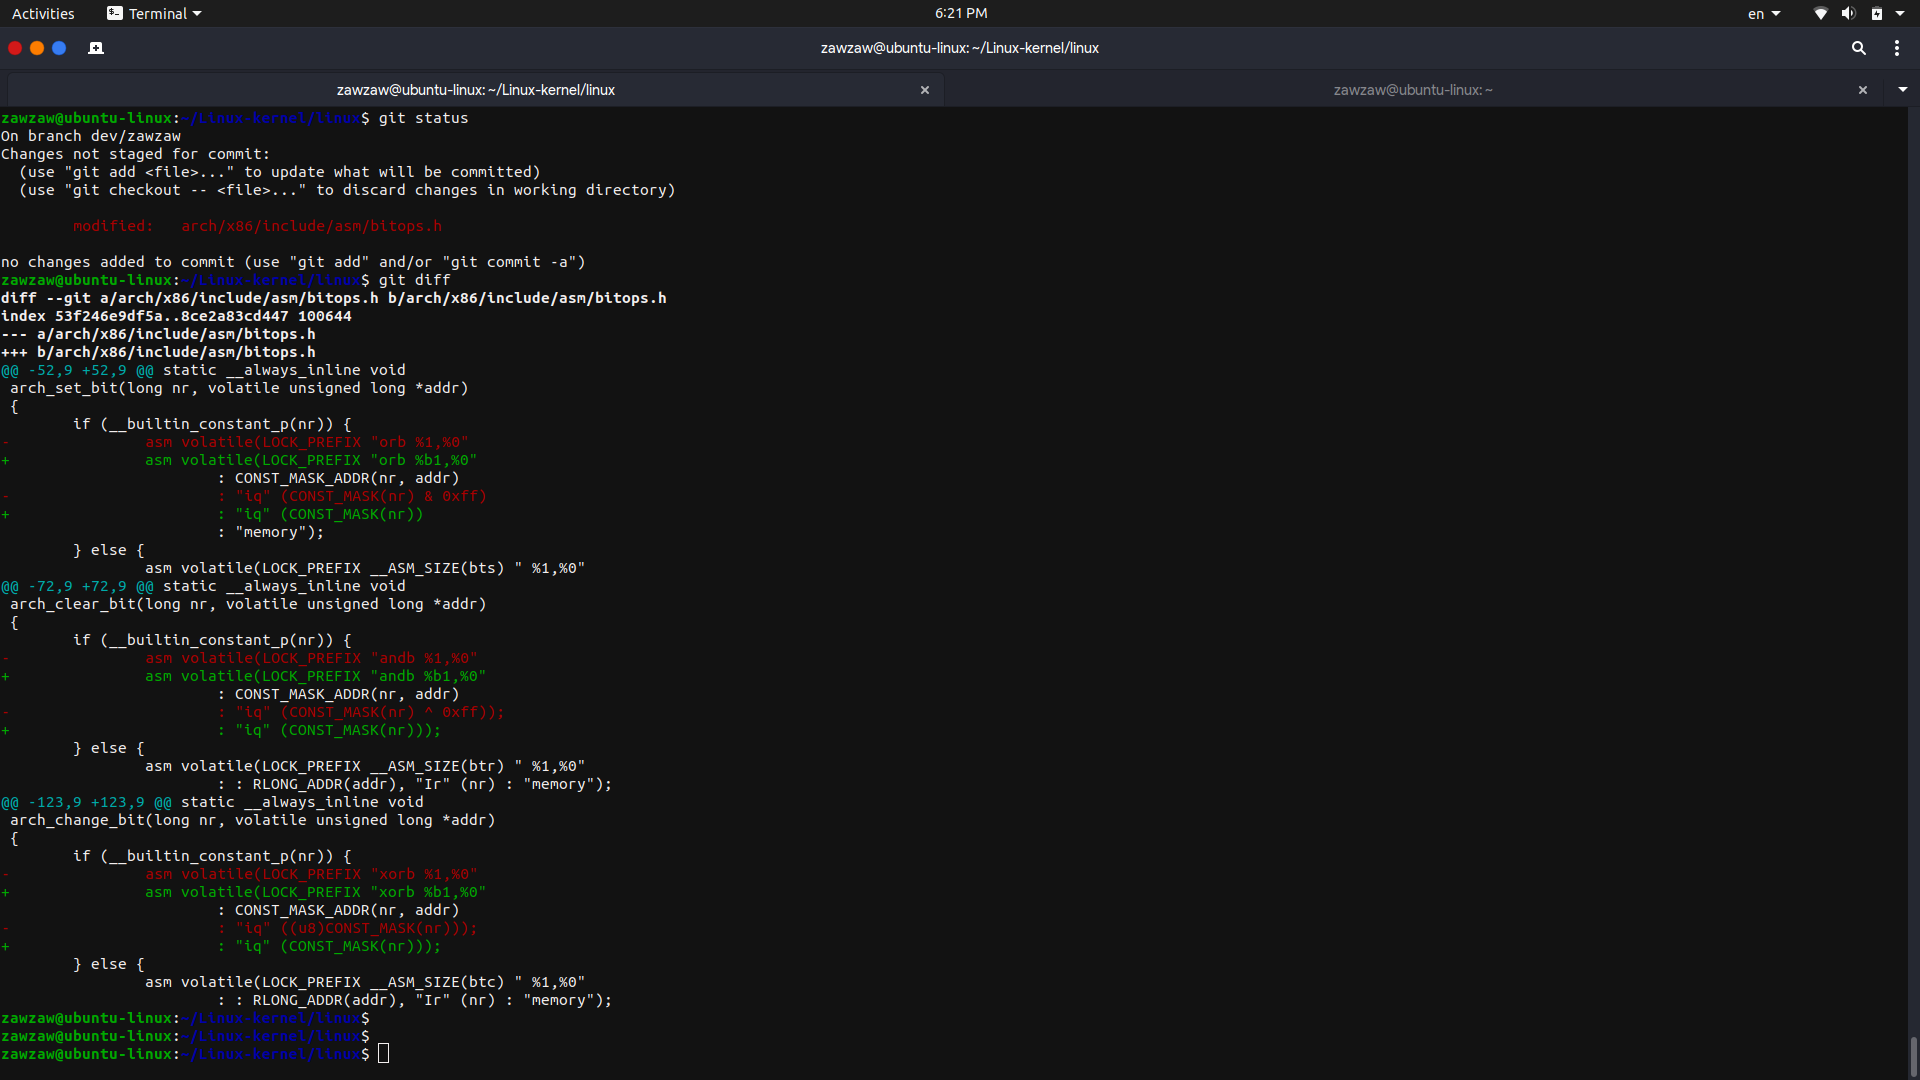 Activities Terminal 6:21 PM en
zawzaw@ubuntu-linux: ~/Linux-kernel/linux
zawzaw@ubuntu-linux: ~/Linux-kernel/linux zawzaw@ubuntu-linux: ~
zawzaw@ubuntu-linux:~/Linux-kernel/linux$ git status
On branch dev/zawzaw
Changes not staged for commit:
  (use "git add <file>..." to update what will be committed)
  (use "git checkout -- <file>..." to discard changes in working directory)
        modified:   arch/x86/include/asm/bitops.h
no changes added to commit (use "git add" and/or "git commit -a")
zawzaw@ubuntu-linux:~/Linux-kernel/linux$ git diff
diff --git a/arch/x86/include/asm/bitops.h b/arch/x86/include/asm/bitops.h
index 53f246e9df5a..8ce2a83cd447 100644
--- a/arch/x86/include/asm/bitops.h
+++ b/arch/x86/include/asm/bitops.h
@@ -52,9 +52,9 @@ static __always_inline void
 arch_set_bit(long nr, volatile unsigned long *addr)
 {
        if (__builtin_constant_p(nr)) {
-               asm volatile(LOCK_PREFIX "orb %1,%0"
+               asm volatile(LOCK_PREFIX "orb %b1,%0"
                        : CONST_MASK_ADDR(nr, addr)
-                       : "iq" (CONST_MASK(nr) & 0xff)
+                       : "iq" (CONST_MASK(nr))
                        : "memory");
        } else {
                asm volatile(LOCK_PREFIX __ASM_SIZE(bts) " %1,%0"
@@ -72,9 +72,9 @@ static __always_inline void
 arch_clear_bit(long nr, volatile unsigned long *addr)
 {
        if (__builtin_constant_p(nr)) {
-               asm volatile(LOCK_PREFIX "andb %1,%0"
+               asm volatile(LOCK_PREFIX "andb %b1,%0"
                        : CONST_MASK_ADDR(nr, addr)
-                       : "iq" (CONST_MASK(nr) ^ 0xff));
+                       : "iq" (CONST_MASK(nr)));
        } else {
                asm volatile(LOCK_PREFIX __ASM_SIZE(btr) " %1,%0"
                        : : RLONG_ADDR(addr), "Ir" (nr) : "memory");
@@ -123,9 +123,9 @@ static __always_inline void
 arch_change_bit(long nr, volatile unsigned long *addr)
 {
        if (__builtin_constant_p(nr)) {
-               asm volatile(LOCK_PREFIX "xorb %1,%0"
+               asm volatile(LOCK_PREFIX "xorb %b1,%0"
                        : CONST_MASK_ADDR(nr, addr)
-                       : "iq" ((u8)CONST_MASK(nr)));
+                       : "iq" (CONST_MASK(nr)));
        } else {
                asm volatile(LOCK_PREFIX __ASM_SIZE(btc) " %1,%0"
                        : : RLONG_ADDR(addr), "Ir" (nr) : "memory");
zawzaw@ubuntu-linux:~/Linux-kernel/linux$
zawzaw@ubuntu-linux:~/Linux-kernel/linux$
zawzaw@ubuntu-linux:~/Linux-kernel/linux$